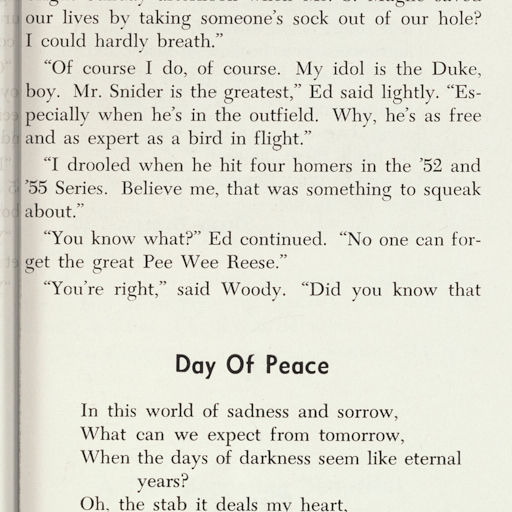 our lives by taking someone's sock out of our hole?
I could hardly breath."
"Of course I do, of course. My idol is the Duke,
boy. Mr. Snider is the greatest," Ed said lightly. "Es-
pecially when he's in the outfield. Why, he's as free
and as expert as a bird in flight."
"I drooled when he hit four homers in the '52 and
'55 Series. Believe me, that was something to squeak
about."
"You know what?" Ed continued. "No one can for-
get the great Pee Wee Reese."
"You're right," said Woody. "Did you know that
Day Of Peace
In this world of sadness and sorrow,
What can we expect from tomorrow,
When the days of darkness seem like eternal
years?
Oh, the stab it deals my heart,